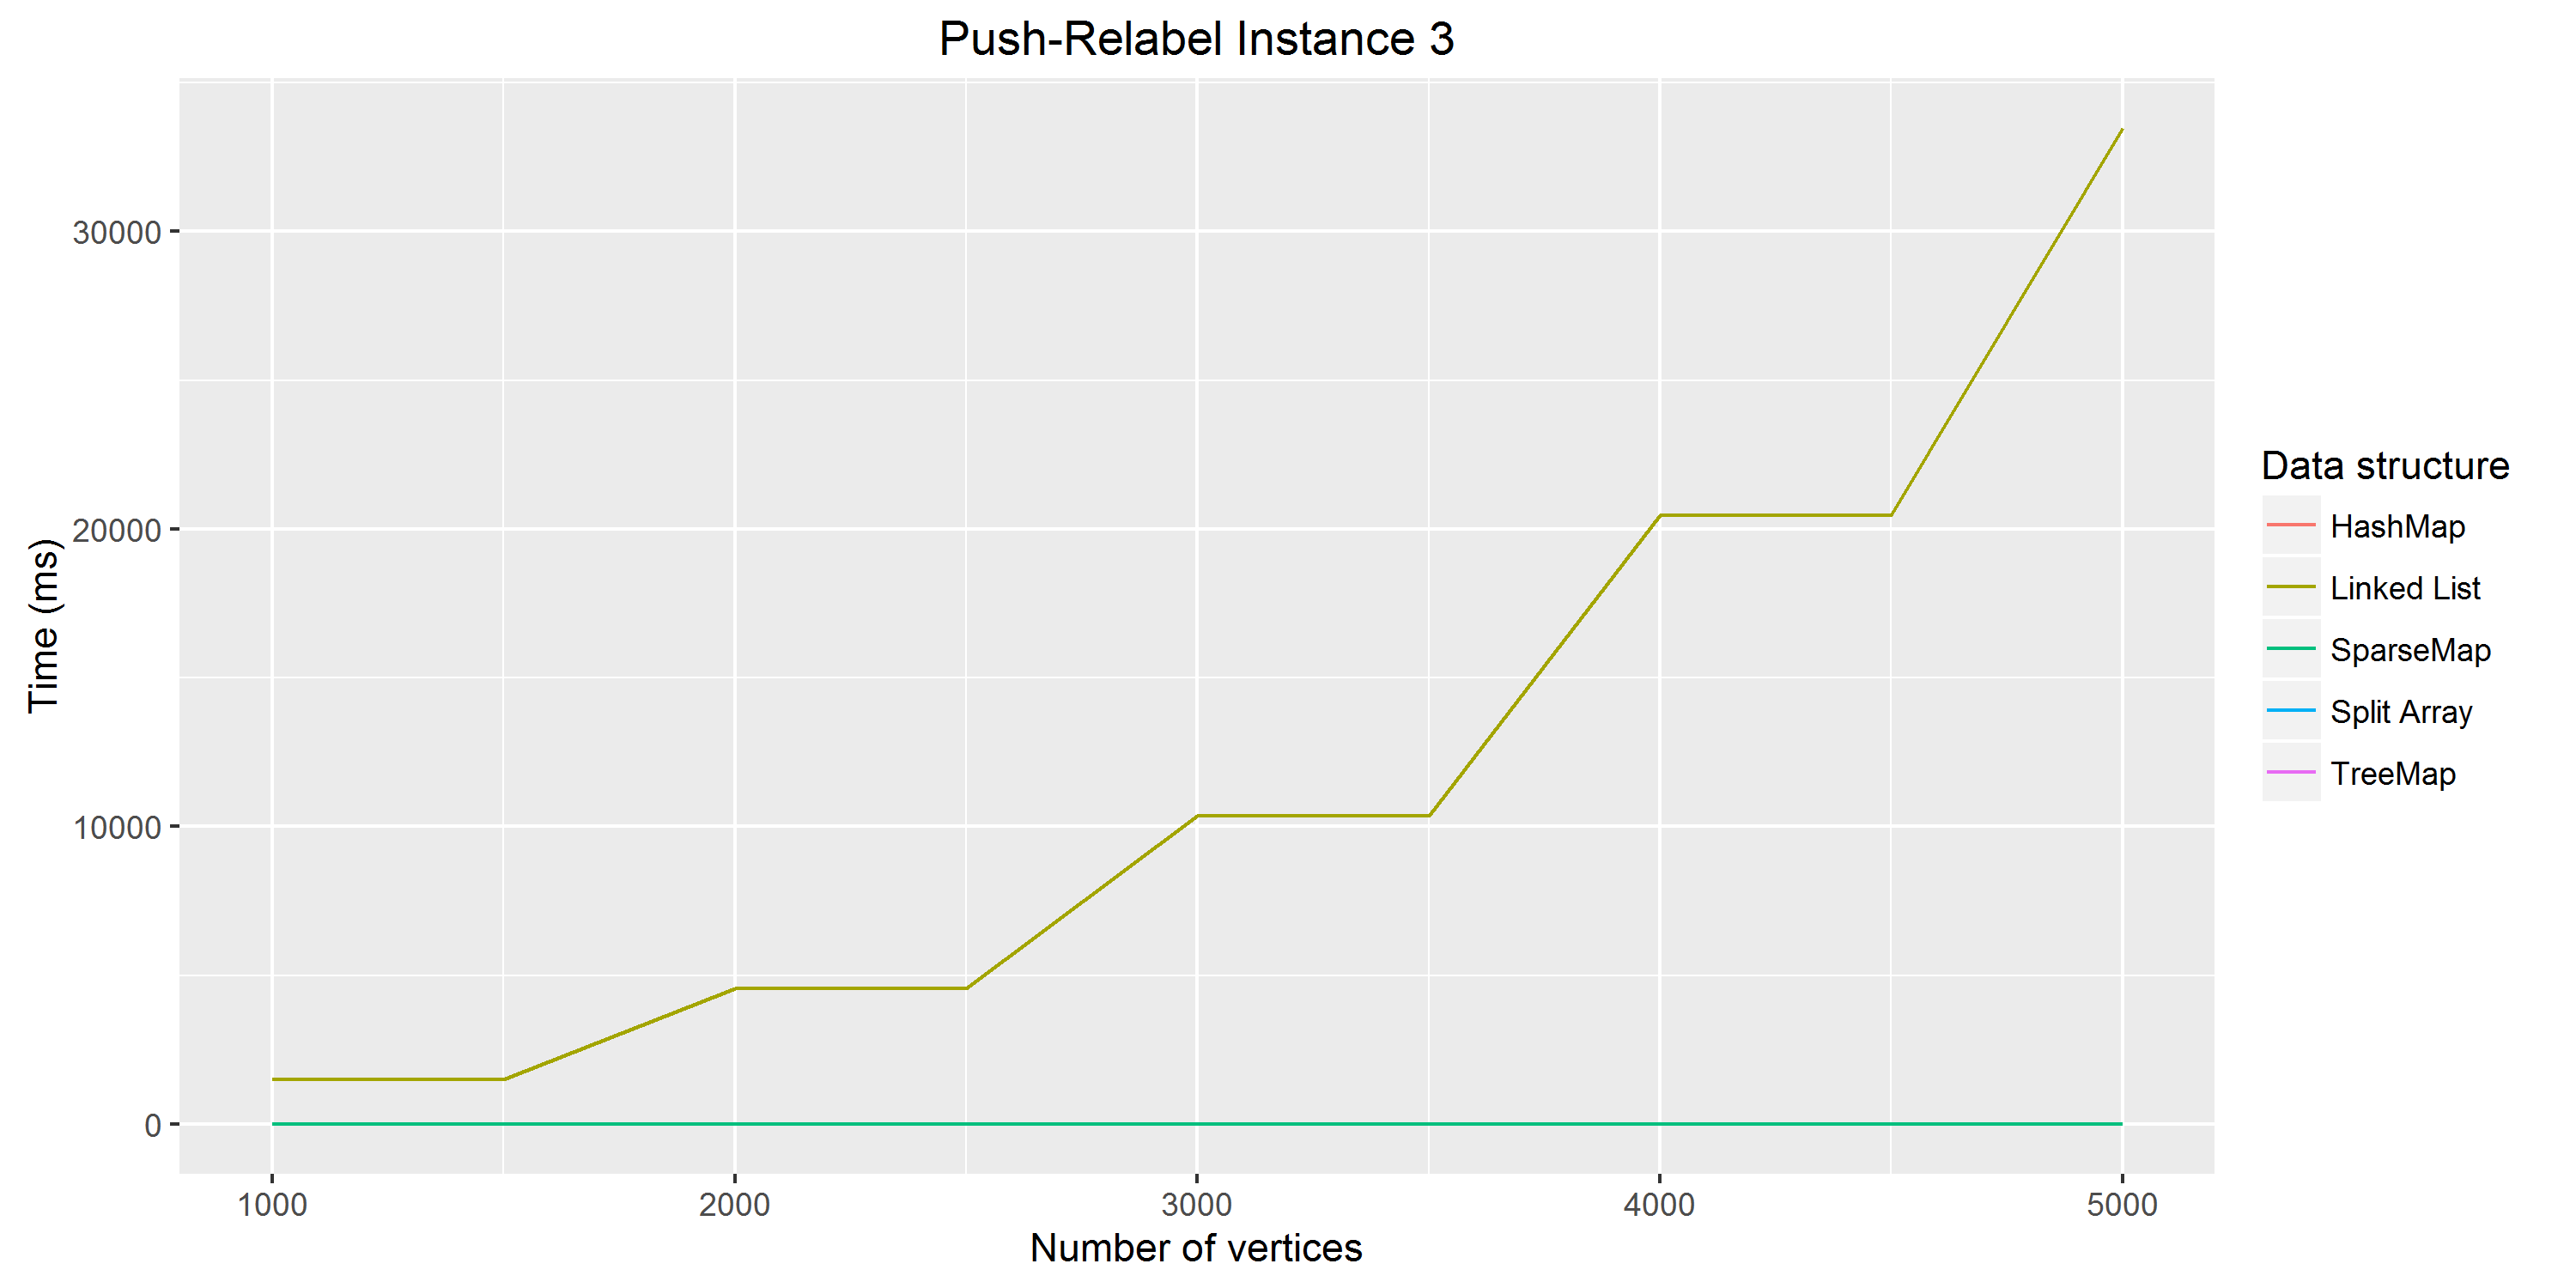 Push-Relabel Instance 3
Time (ms)
30000
20000
10000
0
1000 2000 3000 4000 5000
Number of vertices
Data structure
HashMap
Linked List
SparseMap
Split Array
TreeMap